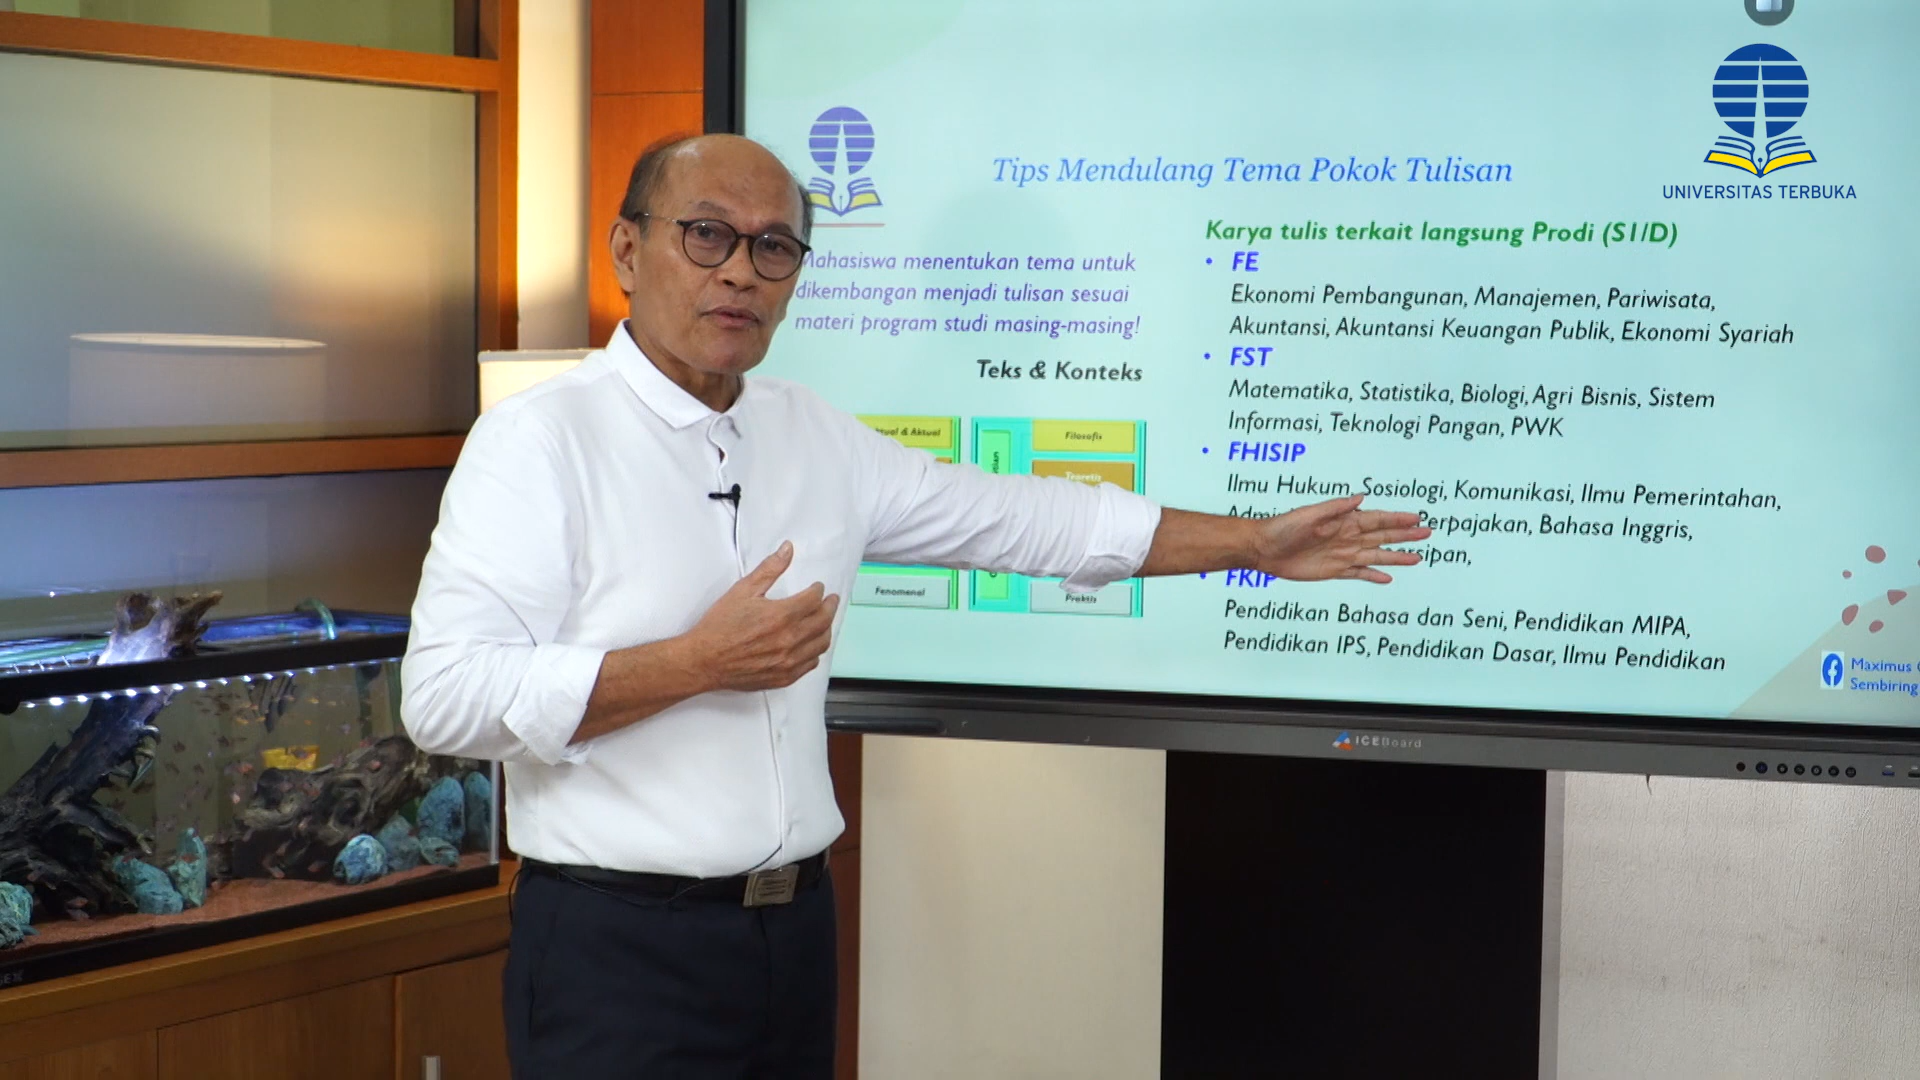 UNIVERSITAS TERBUKA
Tips Mendulang Tema Pokok Tulisan
Mahasiswa menentukan tema untuk
dikembangan menjadi tulisan sesuai
materi program studi masing-masing!
Teks & Konteks
& Aktual
Fenomenal
Filosofis
Teoretis
Praktis
Karya tulis terkait langsung Prodi (S1/D)
• FE
Ekonomi Pembangunan, Manajemen, Pariwisata,
Akuntansi, Akuntansi Keuangan Publik, Ekonomi Syariah
• FST
Matematika, Statistika, Biologi, Agri Bisnis, Sistem
Informasi, Teknologi Pangan, PWK
• FHISIP
Ilmu Hukum, Sosiologi, Komunikasi, Ilmu Pemerintahan,
Perpajakan, Bahasa Inggris,
• FKIP
Pendidikan Bahasa dan Seni, Pendidikan MIPA,
Pendidikan IPS, Pendidikan Dasar, Ilmu Pendidikan
Maximus
Sembiring
ICEBoard